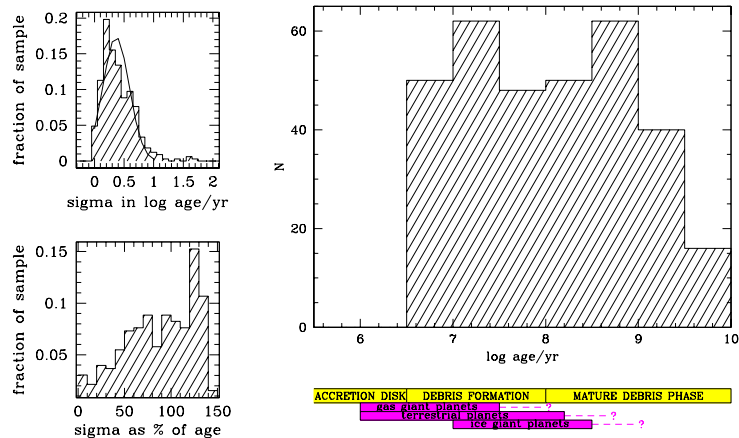 0.2
0.15
0.1
0.05
0
fraction of sample
0 0.5 1 1.5 2
sigma in log age/yr
0.15
0.1
0.05
fraction of sample
0 50 100 150
sigma as % of age
60
40
20
0
N
6 7 8 9 10
log age/yr
ACCRETION DISK DEBRIS FORMATION MATURE DEBRIS PHASE
gas giant planets ?
terrestrial planets ?
ice giant planets ?